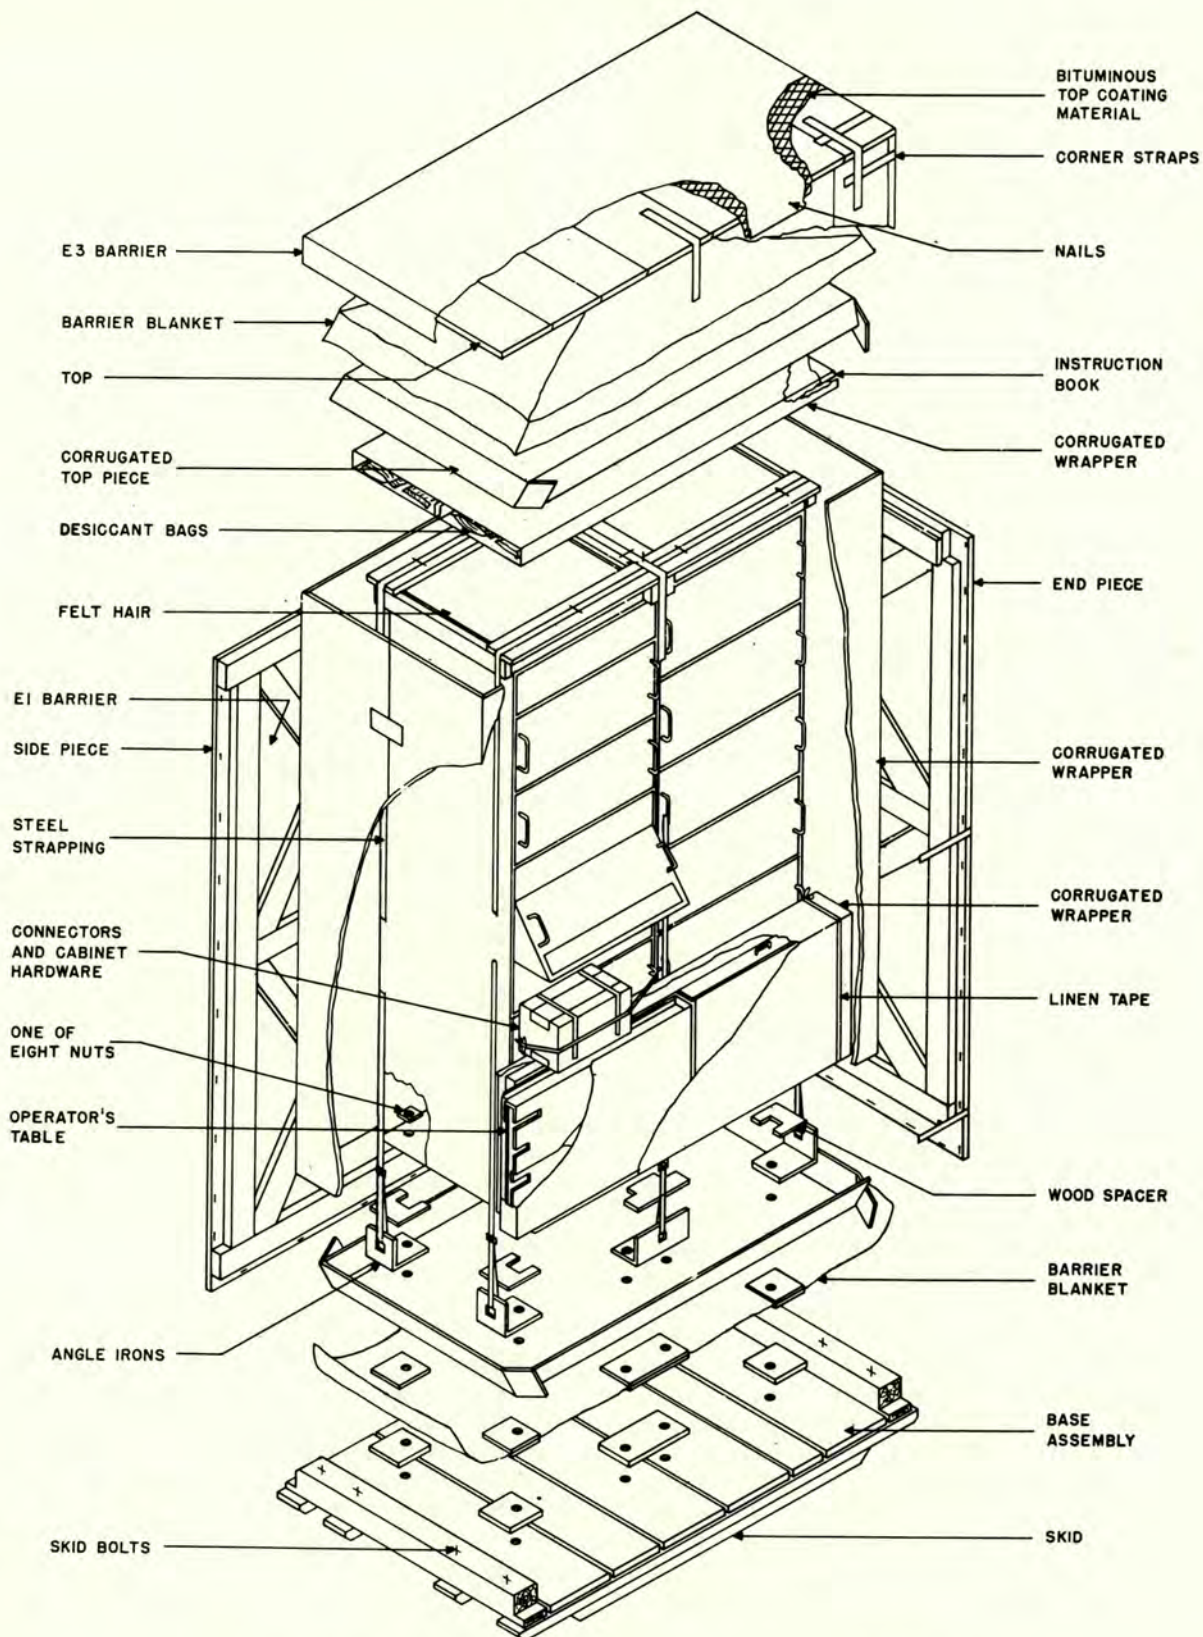 BITUMINOUS
TOP COATING
MATERIAL
CORNER STRAPS
E3 BARRIER
NAILS
BARRIER BLANKET
TOP
INSTRUCTION
BOOK
CORRUGATED
WRAPPER
CORRUGATED
TOP PIECE
DESICCANT BAGS
END PIECE
FELT HAIR
E1 BARRIER
SIDE PIECE
CORRUGATED
WRAPPER
STEEL
STRAPPING
CORRUGATED
WRAPPER
CONNECTORS
AND CABINET
HARDWARE
LINEN TAPE
ONE OF
EIGHT NUTS
OPERATOR'S
TABLE
WOOD SPACER
BARRIER
BLANKET
ANGLE IRONS
BASE
ASSEMBLY
SKID BOLTS
SKID